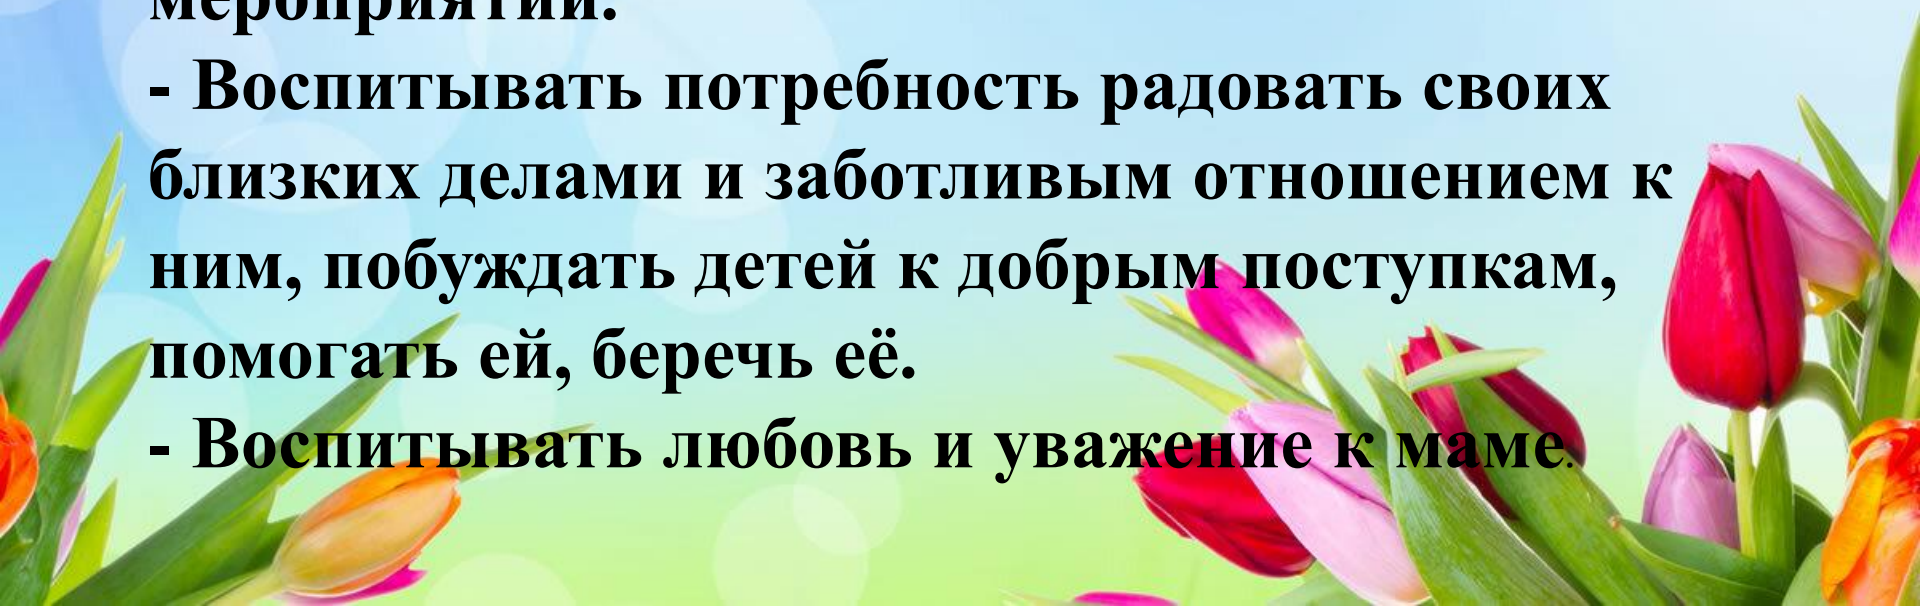 мероприятий.
- Воспитывать потребность радовать своих
близких делами и заботливым отношением к
ним, побуждать детей к добрым поступкам,
помогать ей, беречь её.
- Воспитывать любовь и уважение к маме.